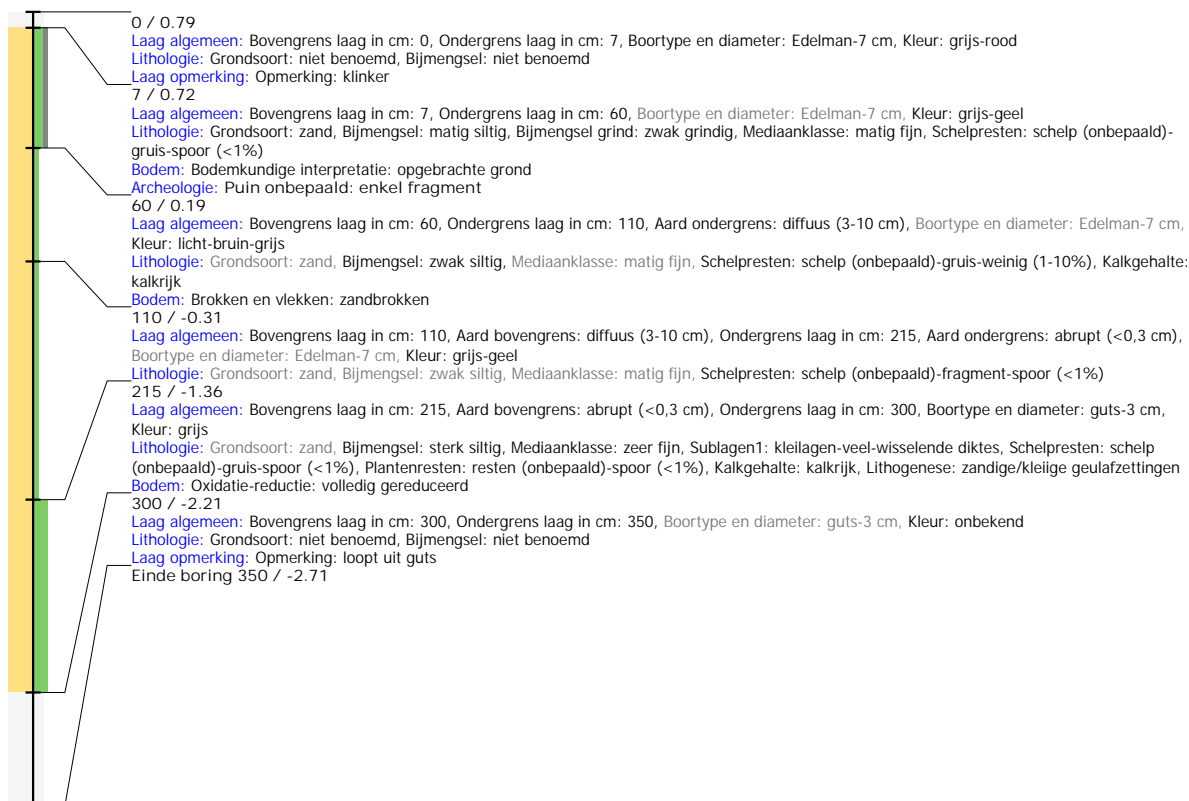 0 / 0.79
Laag algemeen: Bovengrens laag in cm: 0, Ondergrens laag in cm: 7, Boortype en diameter: Edelman-7 cm, Kleur: grijs-rood
Lithologie: Grondsoort: niet benoemd, Bijmengsel: niet benoemd
Laag opmerking: Opmerking: klinker
7 / 0.72
Laag algemeen: Bovengrens laag in cm: 7, Ondergrens laag in cm: 60, Boortype en diameter: Edelman-7 cm, Kleur: grijs-geel
Lithologie: Grondsoort: zand, Bijmengsel: matig siltig, Bijmengsel grind: zwak grindig, Mediaanklasse: matig fijn, Schelpresten: schelp (onbepaald)-
gruis-spoor (<1%)
Bodem: Bodemkundige interpretatie: opgebrachte grond
Archeologie: Puin onbepaald: enkel fragment
60 / 0.19
Laag algemeen: Bovengrens laag in cm: 60, Ondergrens laag in cm: 110, Aard ondergrens: diffuus (3-10 cm), Boortype en diameter: Edelman-7 cm,
Kleur: licht-bruin-grijs
Lithologie: Grondsoort: zand, Bijmengsel: zwak siltig, Mediaanklasse: matig fijn, Schelpresten: schelp (onbepaald)-gruis-weinig (1-10%), Kalkgehalte:
kalkrijk
Bodem: Brokken en vlekken: zandbrokken
110 / -0.31
Laag algemeen: Bovengrens laag in cm: 110, Aard bovengrens: diffuus (3-10 cm), Ondergrens laag in cm: 215, Aard ondergrens: abrupt (<0,3 cm),
Boortype en diameter: Edelman-7 cm, Kleur: grijs-geel
Lithologie: Grondsoort: zand, Bijmengsel: zwak siltig, Mediaanklasse: matig fijn, Schelpresten: schelp (onbepaald)-fragment-spoor (<1%)
215 / -1.36
Laag algemeen: Bovengrens laag in cm: 215, Aard bovengrens: abrupt (<0,3 cm), Ondergrens laag in cm: 300, Boortype en diameter: guts-3 cm,
Kleur: grijs
Lithologie: Grondsoort: zand, Bijmengsel: sterk siltig, Mediaanklasse: zeer fijn, Sublagen1: kleilagen-veel-wisselende diktes, Schelpresten: schelp
(onbepaald)-gruis-spoor (<1%), Plantenresten: resten (onbepaald)-spoor (<1%), Kalkgehalte: kalkrijk, Lithogenese: zandige/kleiige geulafzettingen
Bodem: Oxidatie-reductie: volledig gereduceerd
300 / -2.21
Laag algemeen: Bovengrens laag in cm: 300, Ondergrens laag in cm: 350, Boortype en diameter: guts-3 cm, Kleur: onbekend
Lithologie: Grondsoort: niet benoemd, Bijmengsel: niet benoemd
Laag opmerking: Opmerking: loopt uit guts
Einde boring 350 / -2.71